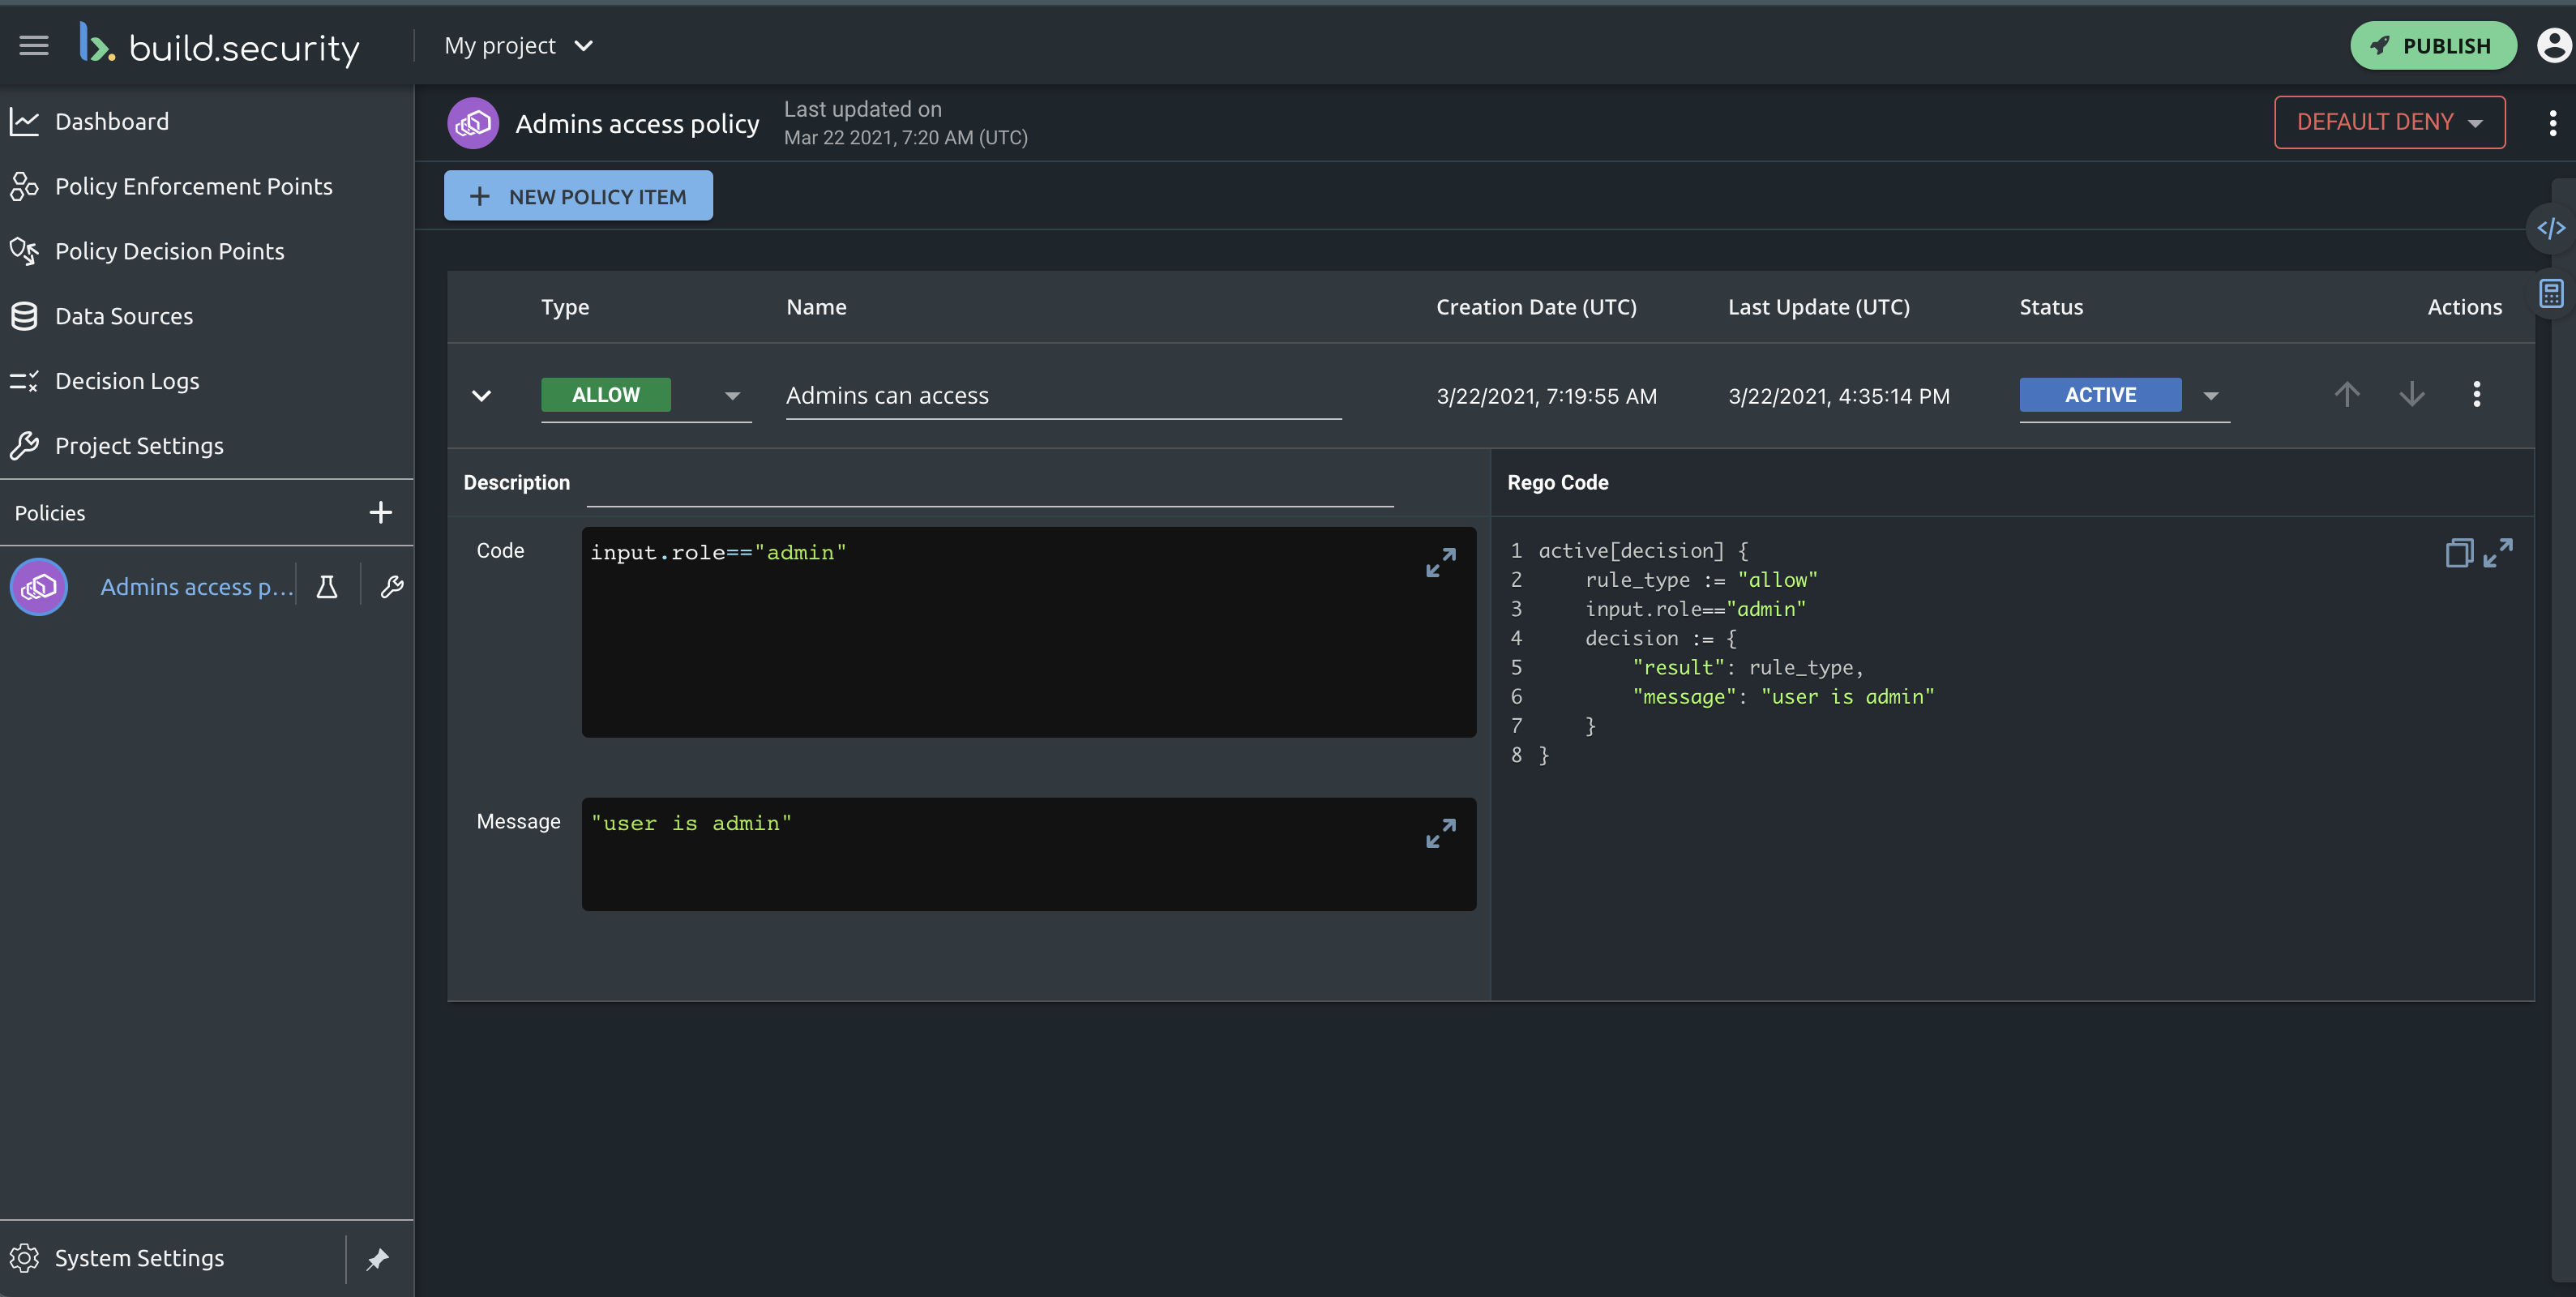 build.security
My project
PUBLISH
Dashboard
Policy Enforcement Points
Policy Decision Points
Data Sources
Decision Logs
Project Settings
Policies
Admins access p...
System Settings
Admins access policy
Last updated on
Mar 22 2021, 7:20 AM (UTC)
DEFAULT DENY
NEW POLICY ITEM
Type Name Creation Date (UTC) Last Update (UTC) Status Actions
ALLOW Admins can access 3/22/2021, 7:19:55 AM 3/22/2021, 4:35:14 PM ACTIVE
Description
Code
input.role=="admin"
Message
"user is admin"
Rego Code
1 active[decision] {
2     rule_type := "allow"
3     input.role=="admin"
4     decision := {
5         "result": rule_type,
6         "message": "user is admin"
7     }
8 }